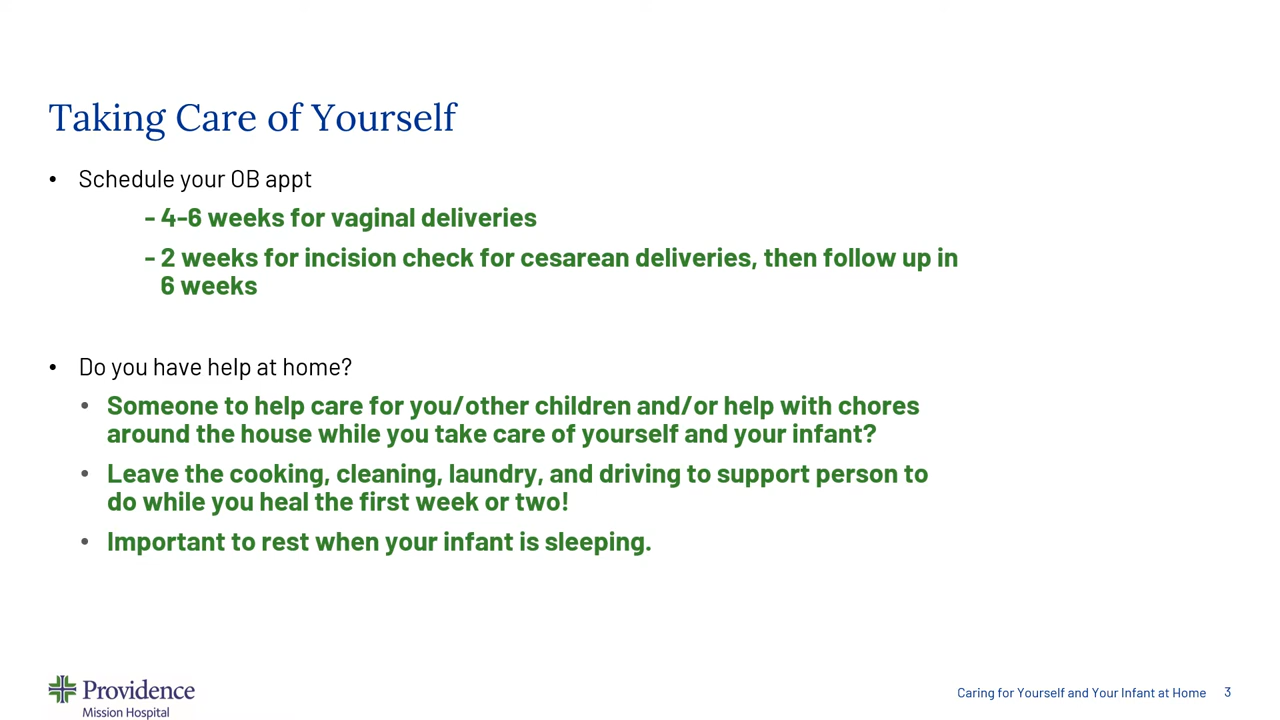 Taking Care of Yourself
• Schedule your OB appt
- 4-6 weeks for vaginal deliveries
- 2 weeks for incision check for cesarean deliveries, then follow up in
6 weeks
• Do you have help at home?
• Someone to help care for you/other children and/or help with chores
around the house while you take care of yourself and your infant?
• Leave the cooking, cleaning, laundry, and driving to support person to
do while you heal the first week or two!
• Important to rest when your infant is sleeping.
Providence
Mission Hospital
Caring for Yourself and Your Infant at Home 3